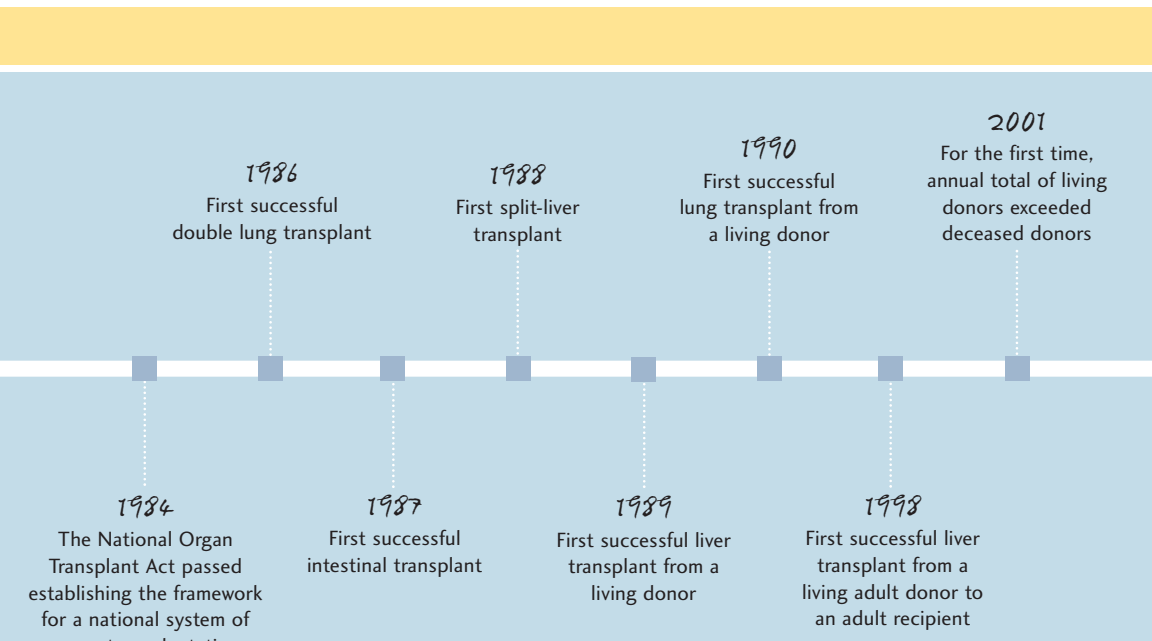 1986
First successful
double lung transplant
1988
First split-liver
transplant
1990
First successful
lung transplant from
a living donor
2001
For the first time,
annual total of living
donors exceeded
deceased donors
1984
The National Organ
Transplant Act passed
establishing the framework
for a national system of
1987
First successful
intestinal transplant
1989
First successful liver
transplant from a
living donor
1998
First successful liver
transplant from a
living adult donor to
an adult recipient